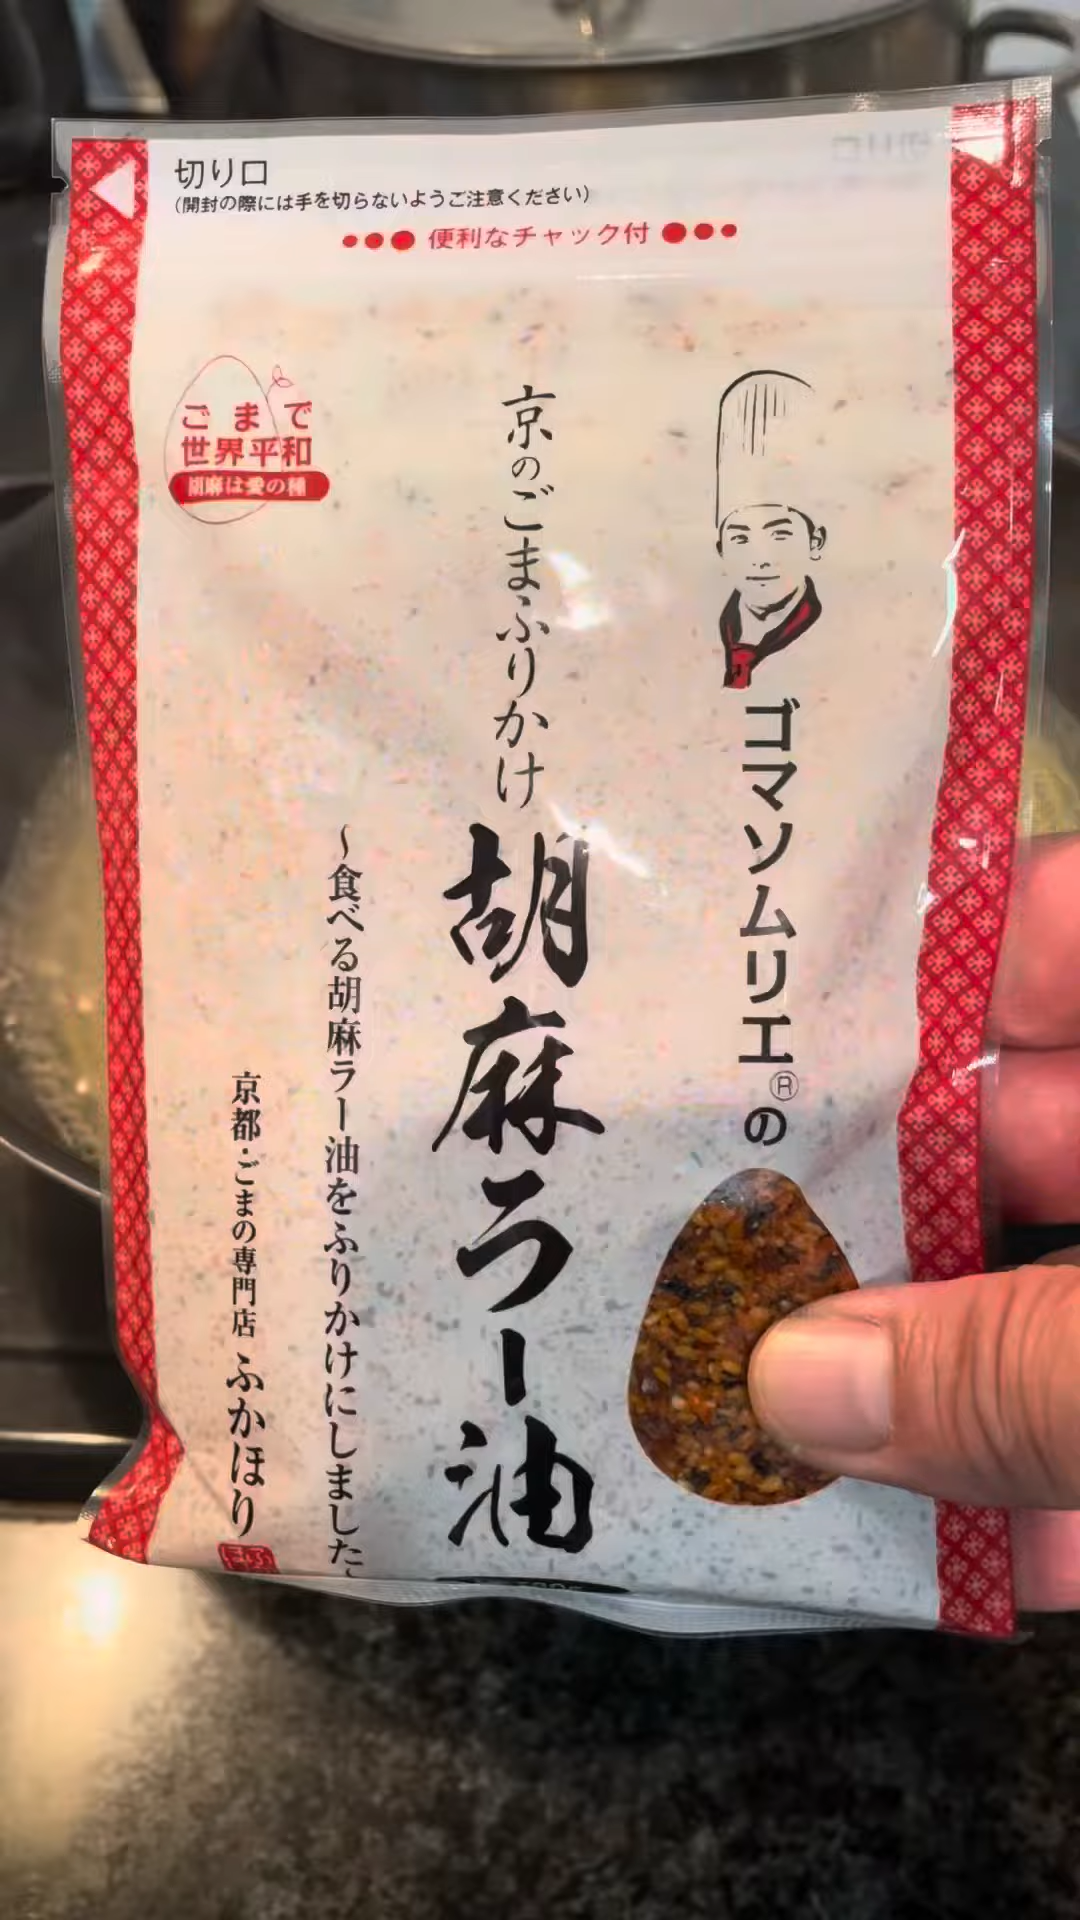 切り口
(開封の際には手を切らないようご注意ください)
便利なチャック付
ごまで
世界平和
胡麻は愛の種
ゴマソムリエ®の
京のごまふりかけ
胡麻ラー油
～食べる胡麻ラー油をふりかけにしました
京都・ごまの専門店 ふかほり